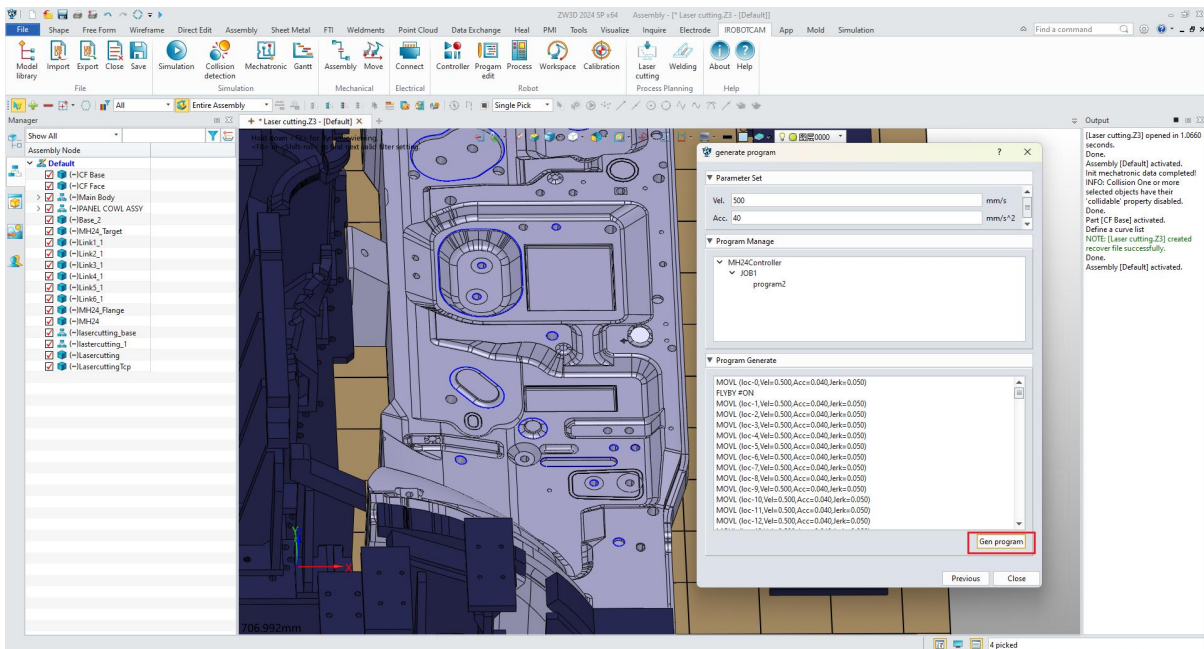 ZW3D 2024 SP x64 Assembly - [* Laser cutting.Z3 - [Default]]
File Shape Free Form Wireframe Direct Edit Assembly Sheet Metal FTI Weldments Point Cloud Data Exchange Heal PMI Tools Visualize Inquire Electrode IROBOTCAM App Mold Simulation Find a command
Model library Import Export Close Save Simulation Collision detection Mechatronic Gantt Assembly Move Connect Controller Progam edit Process Workspace Calibration Laser cutting Welding About Help
File Simulation Mechanical Electrical Robot Process Planning Help
All Entire Assembly Single Pick
Manager
* Laser cutting.Z3 - [Default]
Output
Show All
Assembly Node
Default
(-)CF Base
(-)CF Face
(-)Main Body
(-)PANEL COWL ASSY
(-)Base_2
(-)MH24_Target
(-)Link1_1
(-)Link2_1
(-)Link3_1
(-)Link4_1
(-)Link5_1
(-)Link6_1
(-)MH24_Flange
(-)MH24
(-)lasercutting_base
(-)lastercutting_1
(-)Lasercutting
(-)LasercuttingTcp
图层0000
Y
X
706.992mm
generate program
? X
Parameter Set
Vel. 500 mm/s
Acc. 40 mm/s^2
Program Manage
MH24Controller
JOB1
program2
Program Generate
MOVL (loc-0,Vel=0.500,Acc=0.040,Jerk=0.050)
FLYBY #ON
MOVL (loc-1,Vel=0.500,Acc=0.040,Jerk=0.050)
MOVL (loc-2,Vel=0.500,Acc=0.040,Jerk=0.050)
MOVL (loc-3,Vel=0.500,Acc=0.040,Jerk=0.050)
MOVL (loc-4,Vel=0.500,Acc=0.040,Jerk=0.050)
MOVL (loc-5,Vel=0.500,Acc=0.040,Jerk=0.050)
MOVL (loc-6,Vel=0.500,Acc=0.040,Jerk=0.050)
MOVL (loc-7,Vel=0.500,Acc=0.040,Jerk=0.050)
MOVL (loc-8,Vel=0.500,Acc=0.040,Jerk=0.050)
MOVL (loc-9,Vel=0.500,Acc=0.040,Jerk=0.050)
MOVL (loc-10,Vel=0.500,Acc=0.040,Jerk=0.050)
MOVL (loc-11,Vel=0.500,Acc=0.040,Jerk=0.050)
MOVL (loc-12,Vel=0.500,Acc=0.040,Jerk=0.050)
Gen program
Previous Close
[Laser cutting.Z3] opened in 1.0660
seconds.
Done.
Assembly [Default] activated.
Init mechatronic data completed!
INFO: Collision One or more
selected objects have their
'collidable' property disabled.
Done.
Part [CF Base] activated.
Define a curve list
NOTE: [Laser cutting.Z3] created
recover file successfully.
Done.
Assembly [Default] activated.
4 picked